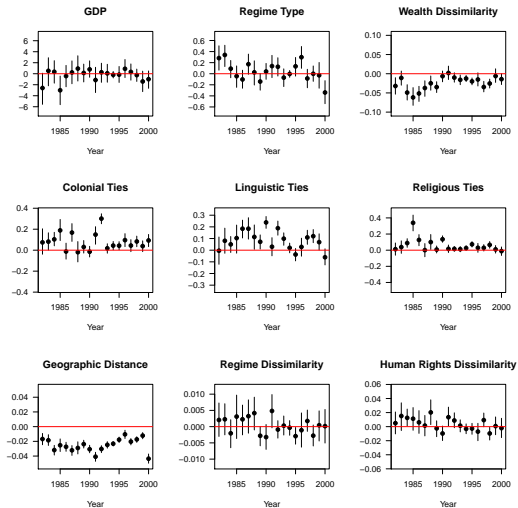 GDP
6
4
2
0
−2
−4
−6
1985 1990 1995 2000
Year
Regime Type
0.4
0.2
0.0
−0.2
−0.4
1985 1990 1995 2000
Year
Wealth Dissimilarity
0.10
0.05
0.00
−0.05
−0.10
1985 1990 1995 2000
Year
Colonial Ties
0.4
0.2
0.0
−0.2
−0.4
1985 1990 1995 2000
Year
Linguistic Ties
0.3
0.2
0.1
0.0
−0.1
−0.3
1985 1990 1995 2000
Year
Religious Ties
0.4
0.2
0.0
−0.2
−0.4
1985 1990 1995 2000
Year
Geographic Distance
0.04
0.02
0.00
−0.02
−0.04
1985 1990 1995 2000
Year
Regime Dissimilarity
0.010
0.005
0.000
−0.005
−0.010
1985 1990 1995 2000
Year
Human Rights Dissimilarity
0.06
0.04
0.02
0.00
−0.02
−0.06
1985 1990 1995 2000
Year